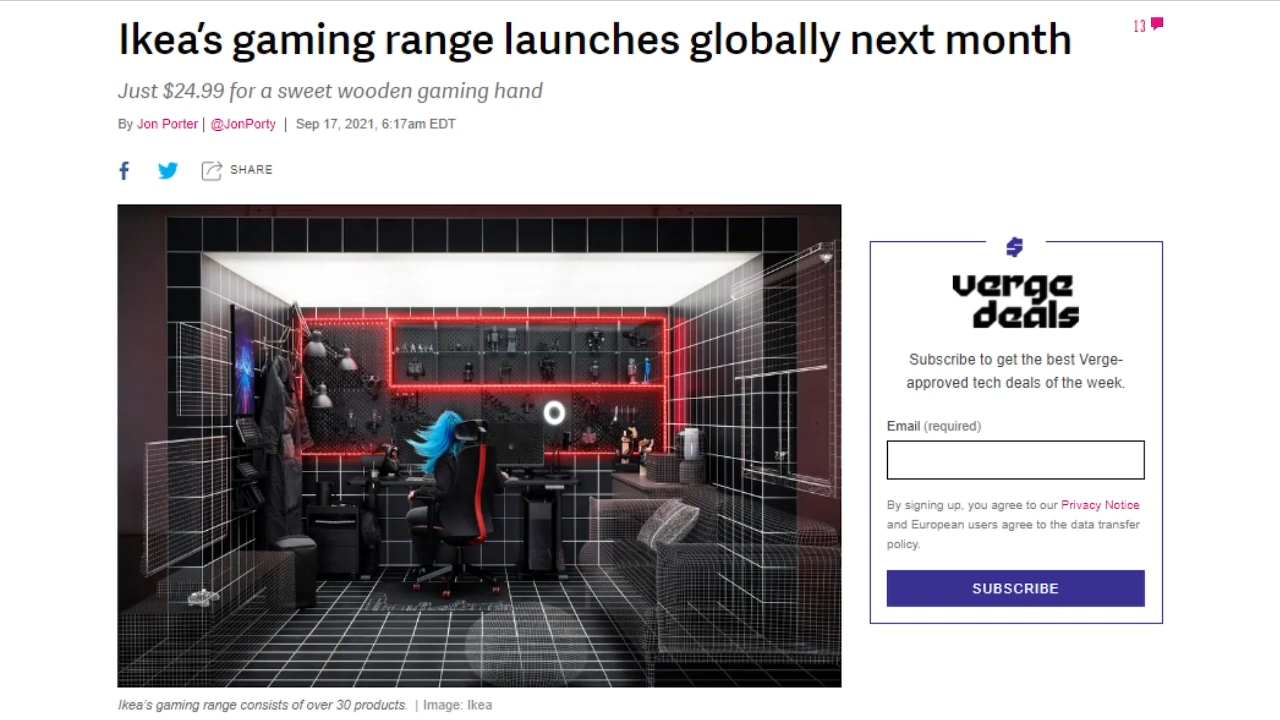 Ikea's gaming range launches globally next month
13
Just $24.99 for a sweet wooden gaming hand
By Jon Porter | @JonPorty | Sep 17, 2021, 6:17am EDT
SHARE
verge
deals
Subscribe to get the best Verge-
approved tech deals of the week.
Email (required)
By signing up, you agree to our Privacy Notice
and European users agree to the data transfer
policy.
SUBSCRIBE
Ikea's gaming range consists of over 30 products. | Image: Ikea